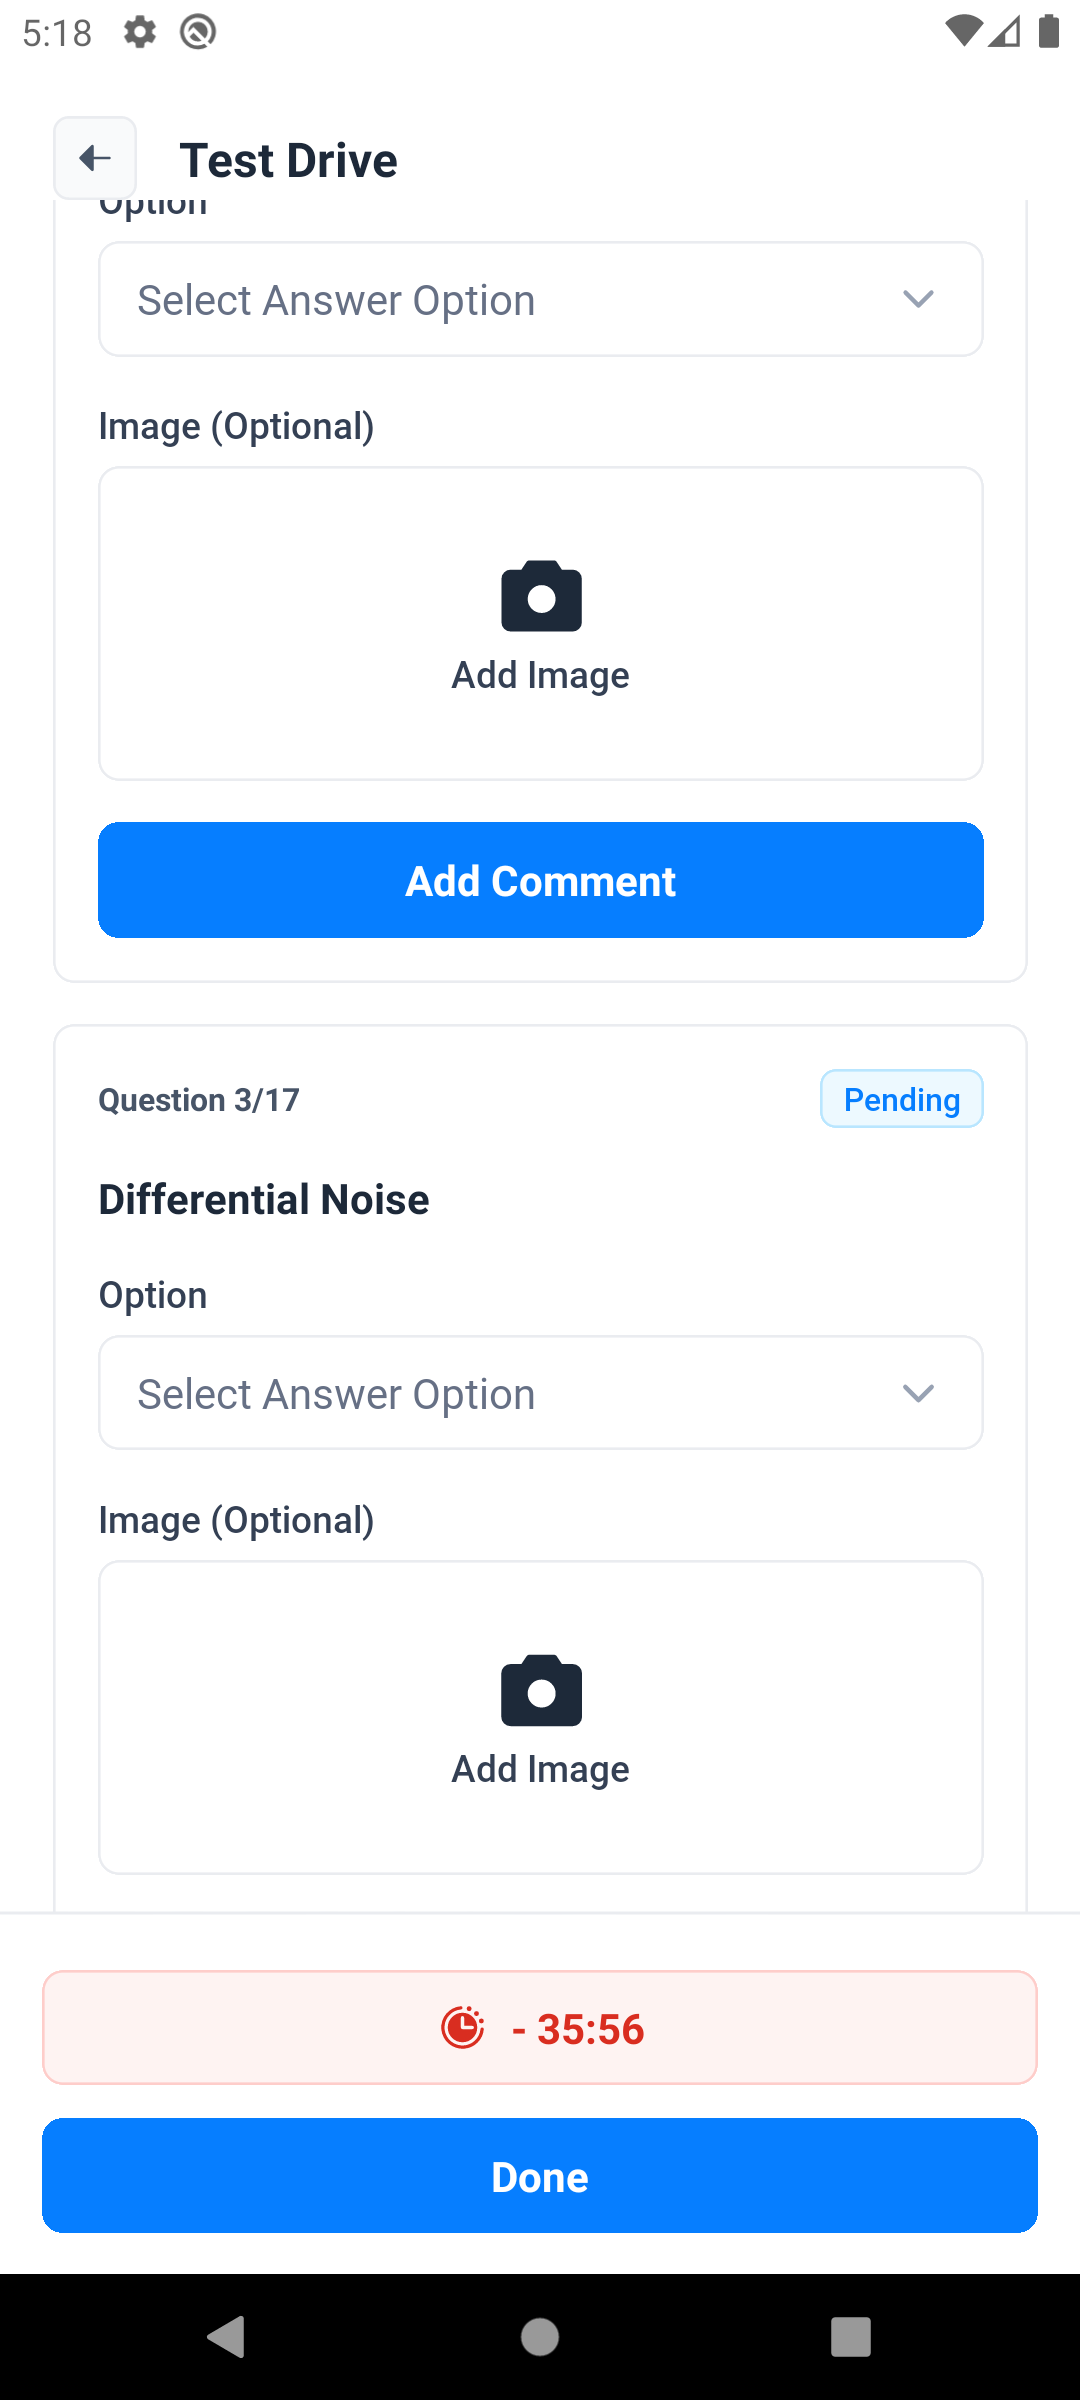 5:18
Test Drive
Option
Select Answer Option
Image (Optional)
Add Image
Add Comment
Question 3/17
Pending
Differential Noise
Option
Select Answer Option
Image (Optional)
Add Image
- 35:56
Done